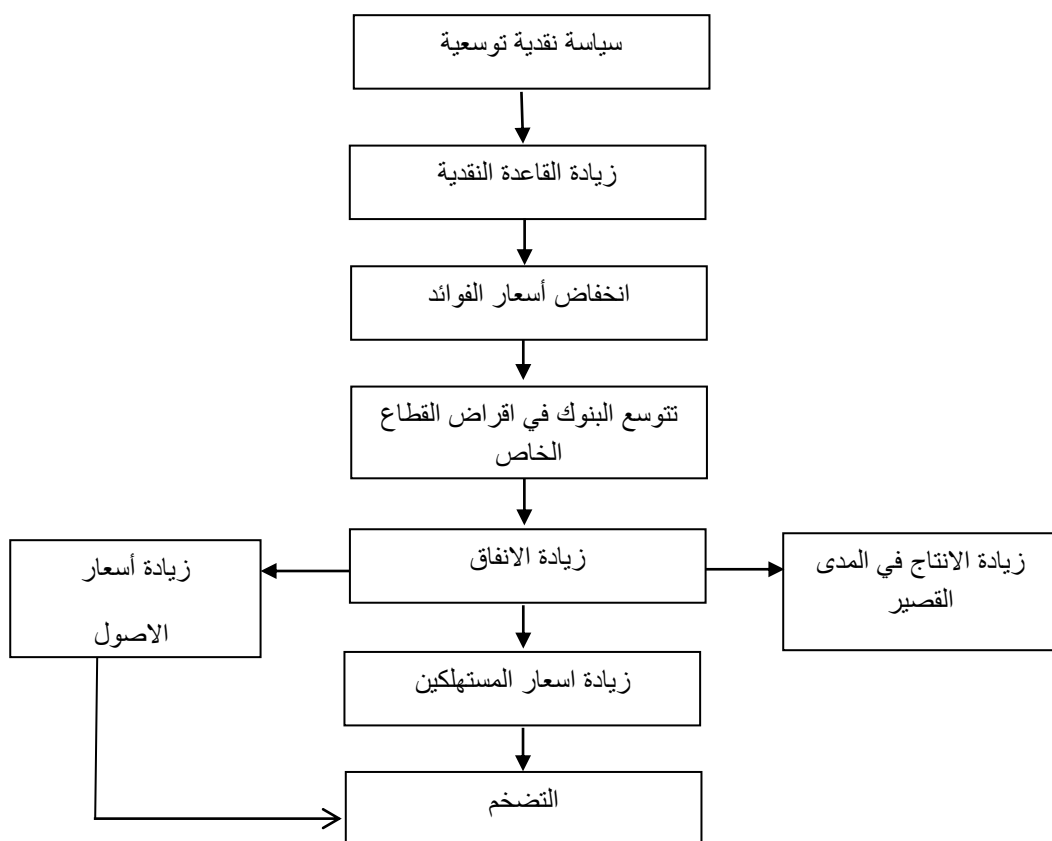 سياسة نقدية توسعية
زيادة القاعدة النقدية
انخفاض أسعار الفوائد
تتوسع البنوك في اقراض القطاع
الخاص
زيادة الانفاق
زيادة الانتاج في المدى
القصير
زيادة أسعار
الاصول
زيادة اسعار المستهلكين
التضخم